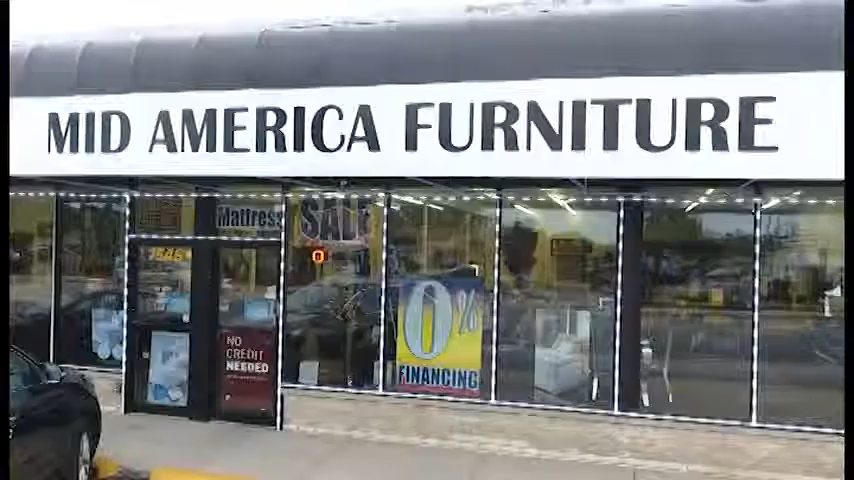 MID AMERICA FURNITURE
Mattress
SALE
0%
FINANCING
NO
CREDIT
NEEDED